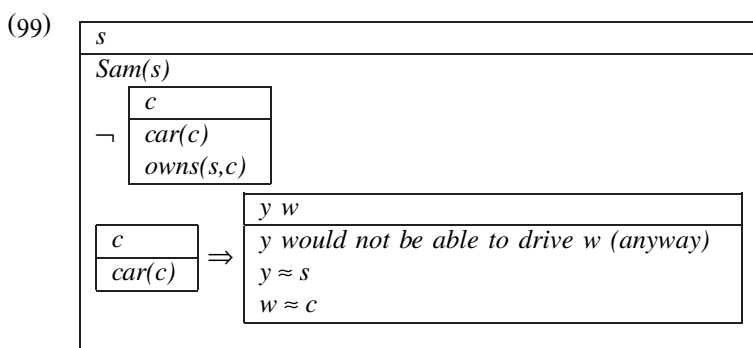 (99)
s
Sam(s)
¬
c
car(c)
owns(s,c)
c
car(c)
⇒
y w
y would not be able to drive w (anyway)
y ≈ s
w ≈ c